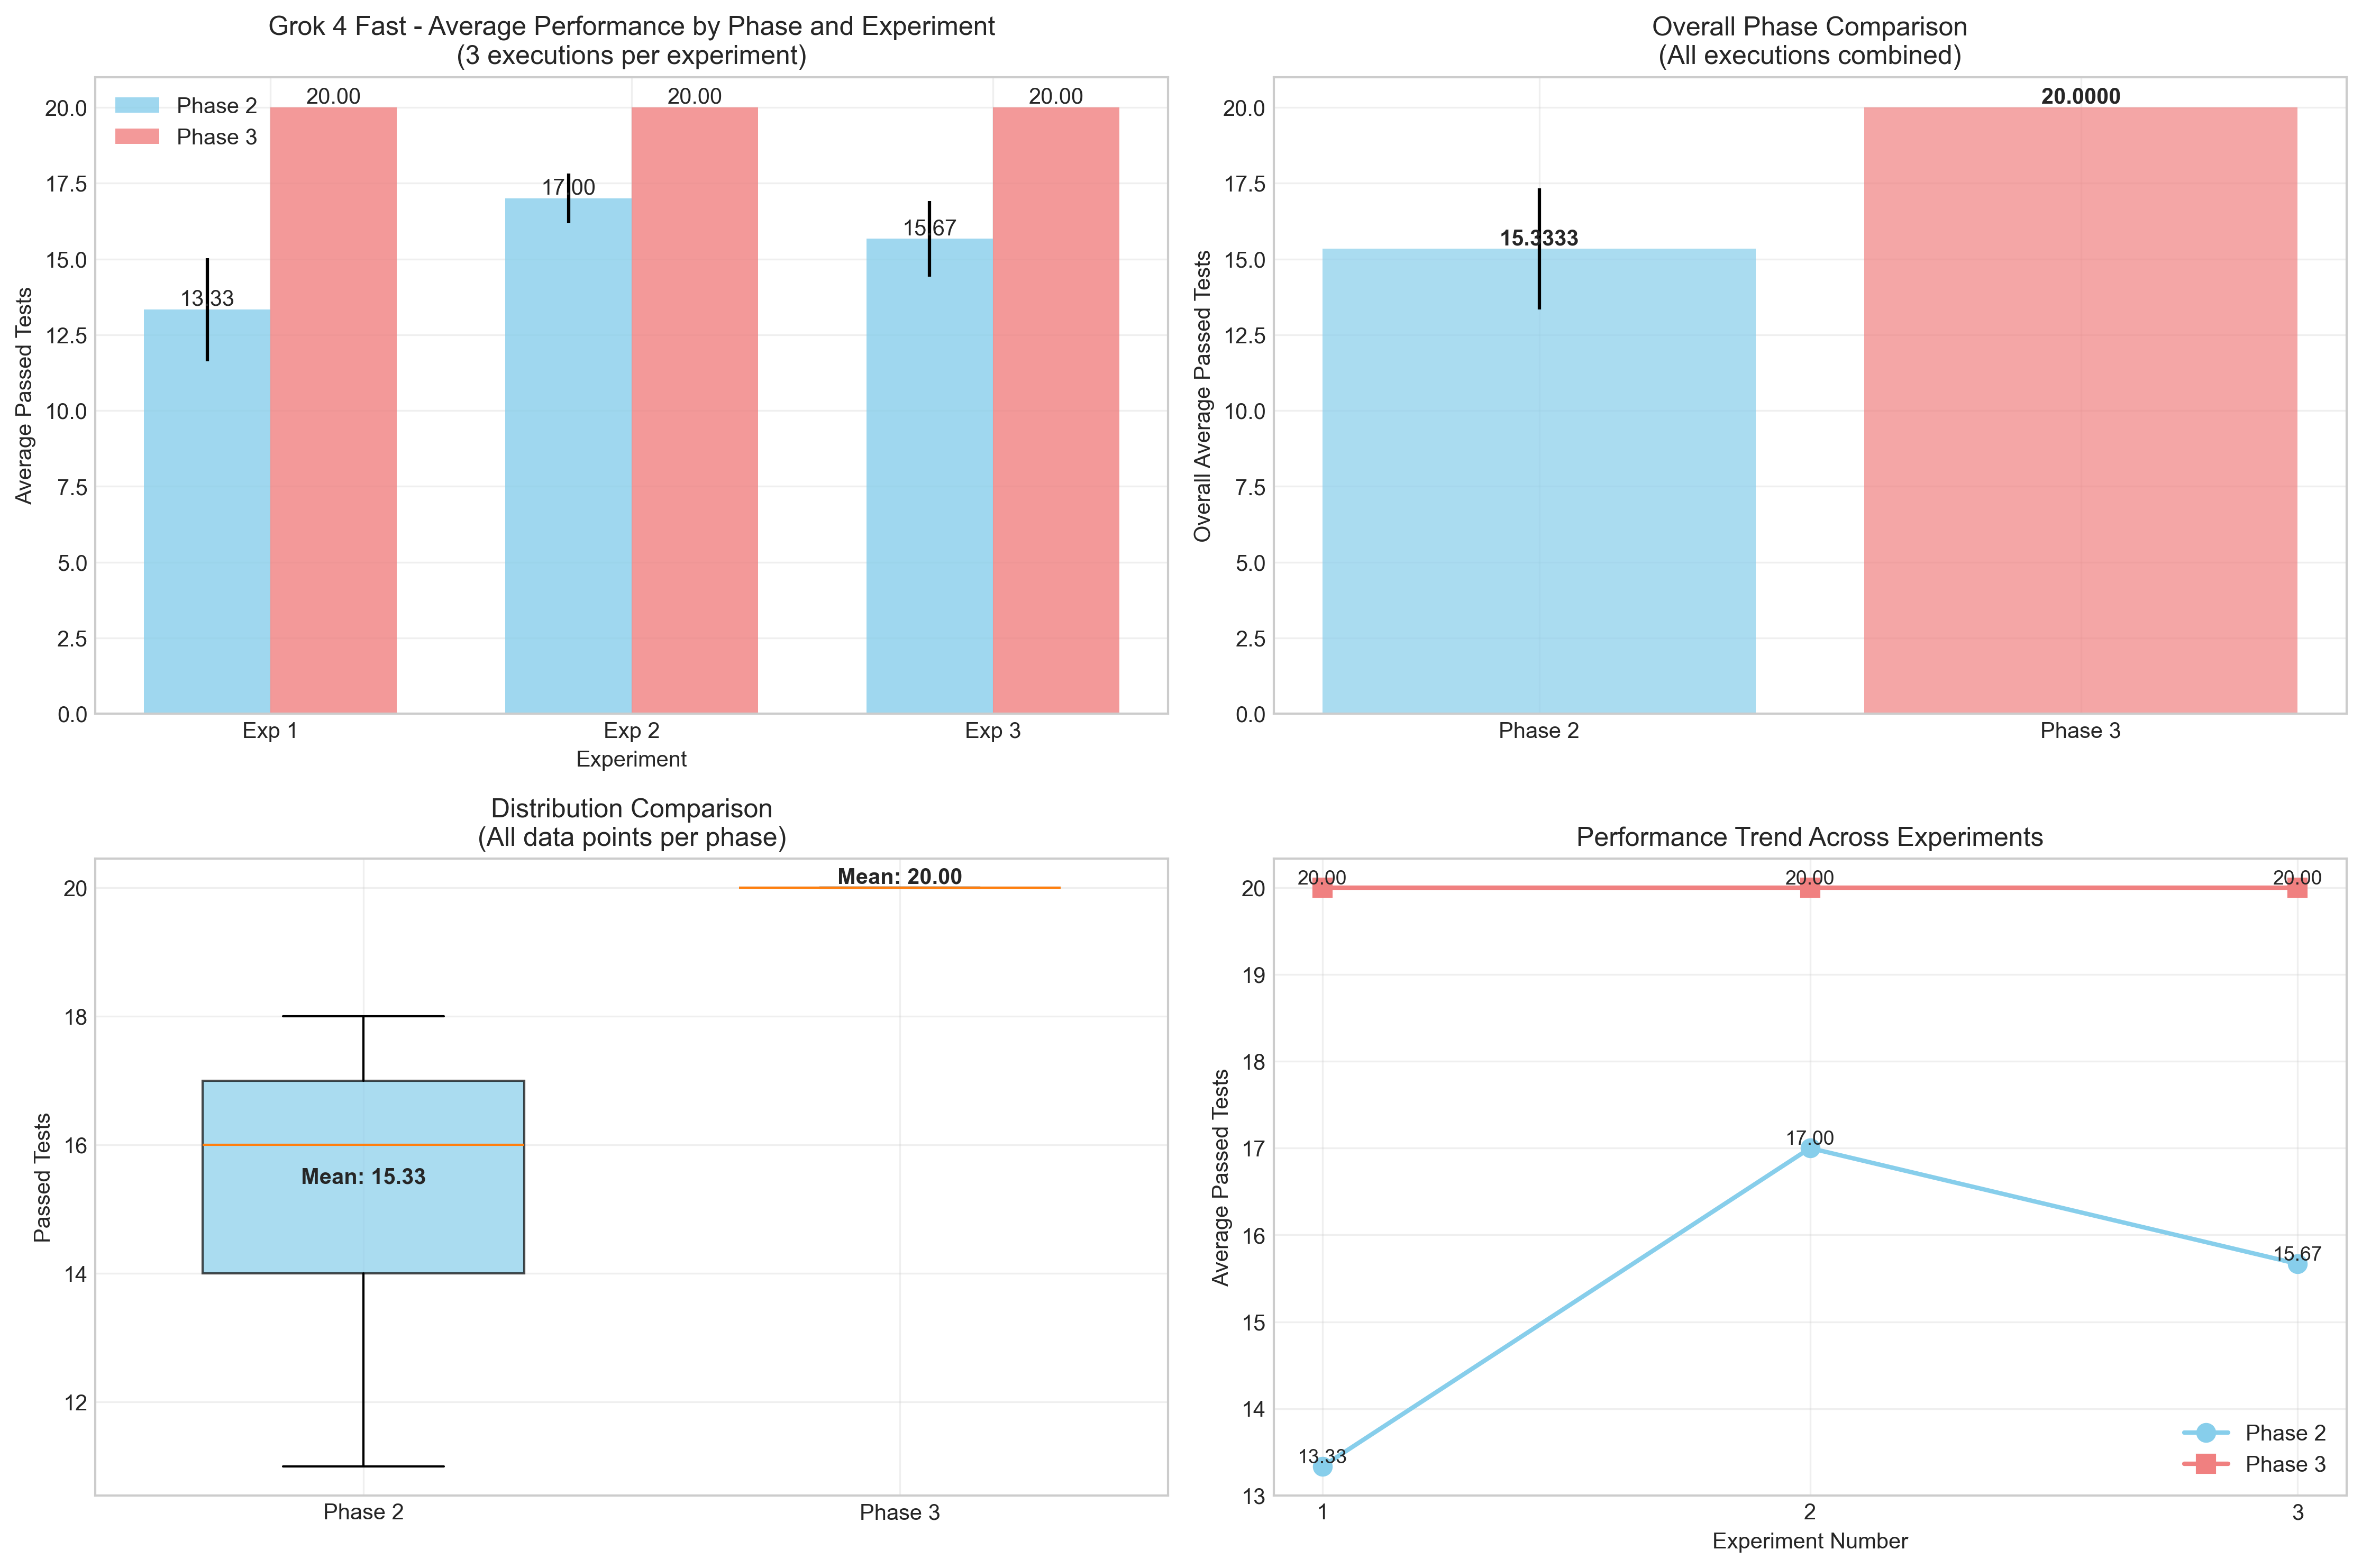 Grok 4 Fast - Average Performance by Phase and Experiment
(3 executions per experiment)
Average Passed Tests
20.0
17.5
15.0
12.5
10.0
7.5
5.0
2.5
0.0
Phase 2
Phase 3
20.00
20.00
20.00
17.00
15.67
13.33
Exp 1
Exp 2
Exp 3
Experiment
Overall Phase Comparison
(All executions combined)
Overall Average Passed Tests
20.0
17.5
15.0
12.5
10.0
7.5
5.0
2.5
0.0
20.0000
15.3333
Phase 2
Phase 3
Distribution Comparison
(All data points per phase)
Passed Tests
20
18
16
14
12
Mean: 20.00
Mean: 15.33
Phase 2
Phase 3
Performance Trend Across Experiments
Average Passed Tests
20
19
18
17
16
15
14
13
20.00
20.00
20.00
17.00
15.67
13.33
Phase 2
Phase 3
1
2
3
Experiment Number